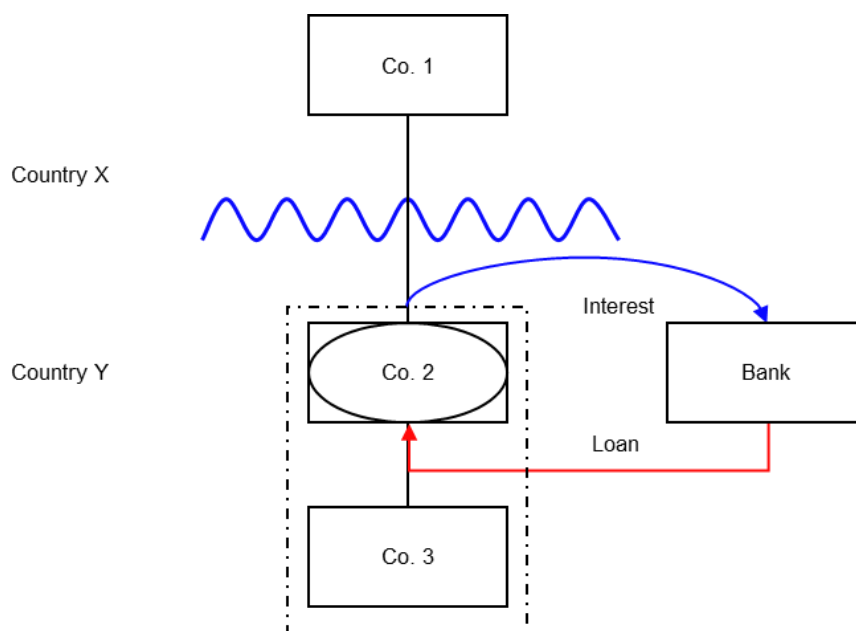 Co. 1
Country X
Interest
Country Y
Co. 2
Bank
Loan
Co. 3